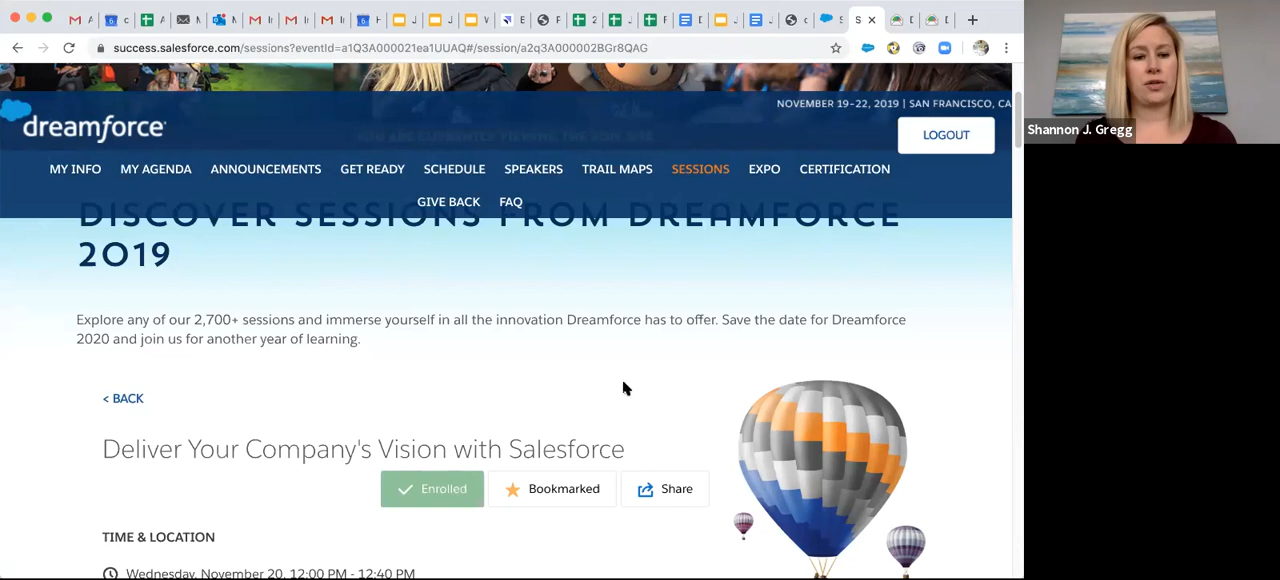 success.salesforce.com/sessions?eventId=a1Q3A000021ea1UUAQ#/session/a2q3A000002BGr8QAG
Shannon J. Gregg
NOVEMBER 19-22, 2019 | SAN FRANCISCO, CA
dreamforce
LOGOUT
MY INFO MY AGENDA ANNOUNCEMENTS GET READY SCHEDULE SPEAKERS TRAIL MAPS SESSIONS EXPO CERTIFICATION
GIVE BACK FAQ
DISCOVER SESSIONS FROM DREAMFORCE
2019
Explore any of our 2,700+ sessions and immerse yourself in all the innovation Dreamforce has to offer. Save the date for Dreamforce
2020 and join us for another year of learning.
< BACK
Deliver Your Company's Vision with Salesforce
Enrolled Bookmarked Share
TIME & LOCATION
Wednesday, November 20, 12:00 PM - 12:40 PM